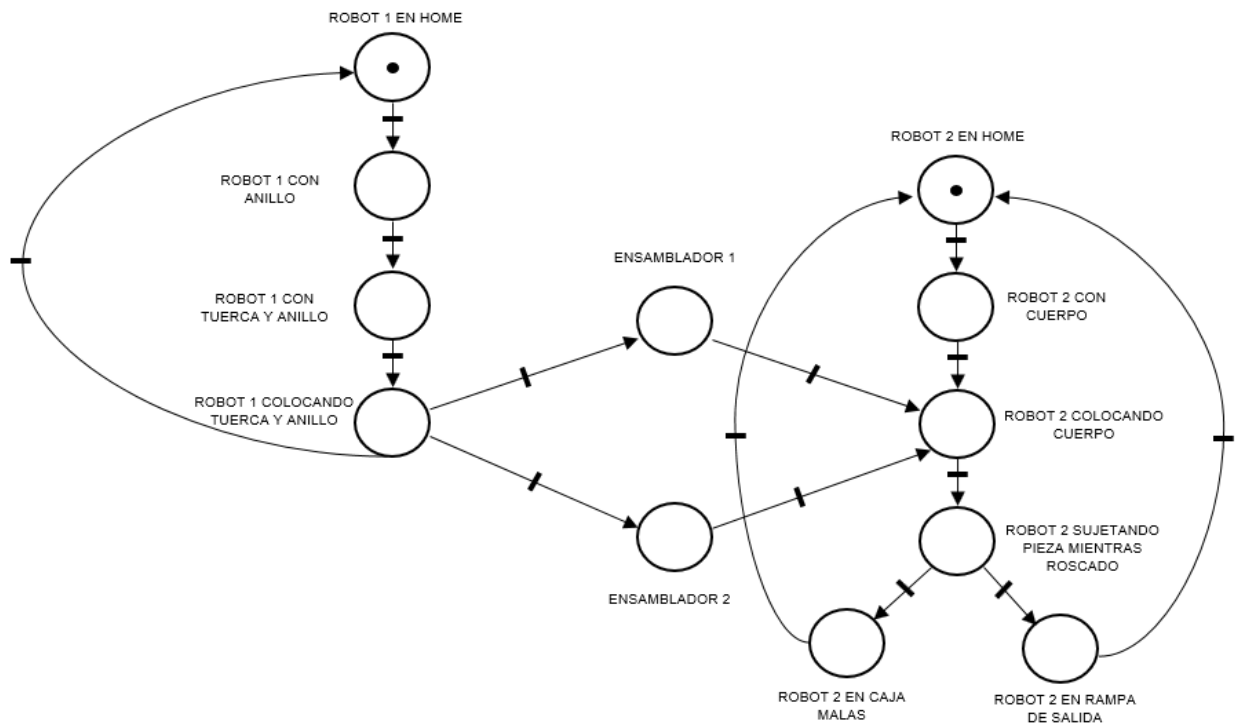 ROBOT 1 EN HOME
ROBOT 1 CON
ANILLO
ROBOT 1 CON
TUERCA Y ANILLO
ROBOT 1 COLOCANDO
TUERCA Y ANILLO
ENSAMBLADOR 1
ENSAMBLADOR 2
ROBOT 2 EN HOME
ROBOT 2 CON
CUERPO
ROBOT 2 COLOCANDO
CUERPO
ROBOT 2 SUJETANDO
PIEZA MIENTRAS
ROSCADO
ROBOT 2 EN CAJA
MALAS
ROBOT 2 EN RAMPA
DE SALIDA